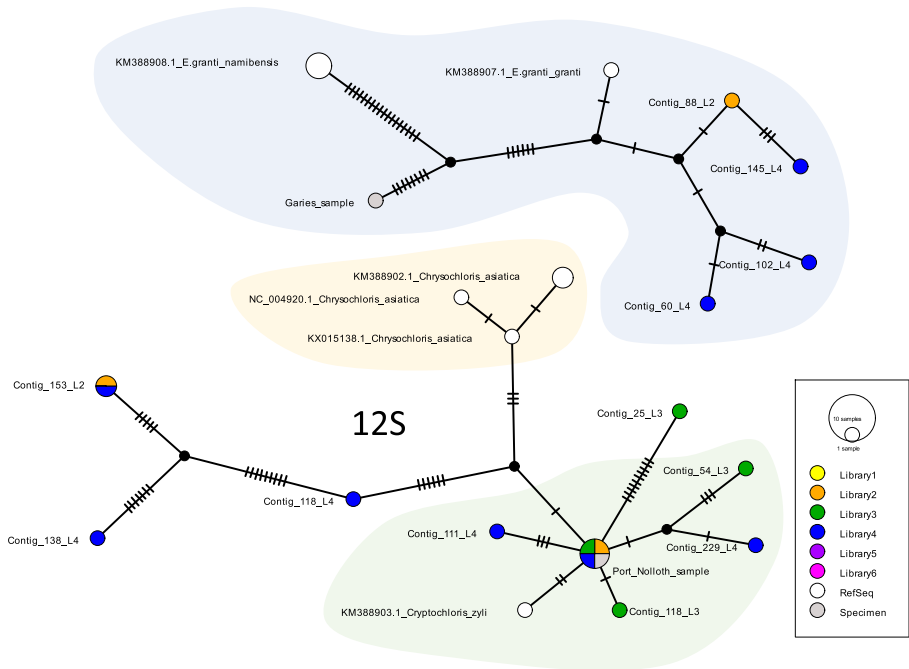 KM388908.1_E.granti_namibensis
KM388907.1_E.granti_granti
Contig_88_L2
Contig_145_L4
Garies_sample
Contig_102_L4
Contig_60_L4
KM388902.1_Chrysochloris_asiatica
NC_004920.1_Chrysochloris_asiatica
KX015138.1_Chrysochloris_asiatica
Contig_153_L2
12S
Contig_25_L3
Contig_54_L3
Contig_118_L4
Contig_111_L4
Contig_138_L4
Contig_229_L4
Port_Nolloth_sample
KM388903.1_Cryptochloris_zyli
Contig_118_L3
10 samples
1 sample
Library1
Library2
Library3
Library4
Library5
Library6
RefSeq
Specimen